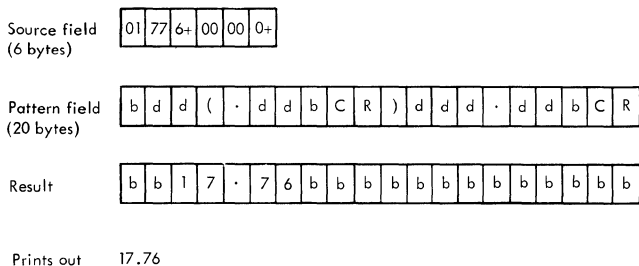 Source field 01 77 6+ 00 00 0+
(6 bytes)
Pattern field b d d ( · d d b C R ) d d d · d d b C R
(20 bytes)
Result b b 1 7 · 7 6 b b b b b b b b b b b b b
Prints out 17.76